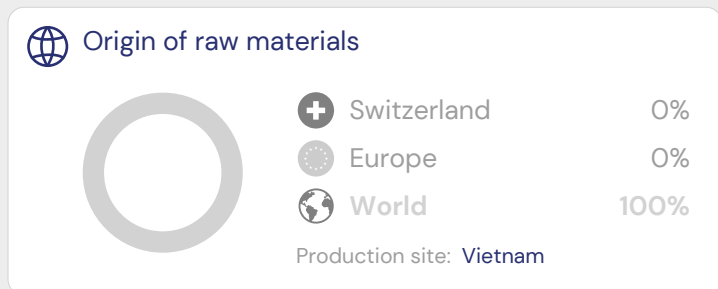 Origin of raw materials
Switzerland 0%
Europe 0%
World 100%
Production site: Vietnam